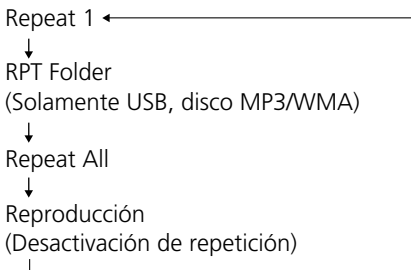 Repeat 1
RPT Folder
(Solamente USB, disco MP3/WMA)
Repeat All
Reproducción
(Desactivación de repetición)